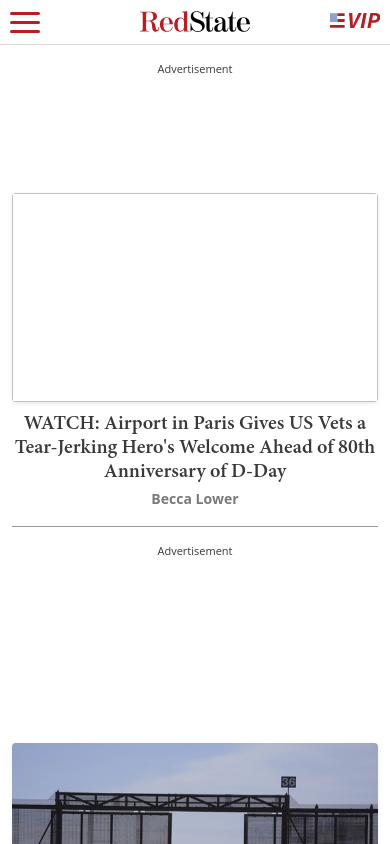 RedState
VIP
Advertisement
WATCH: Airport in Paris Gives US Vets a
Tear-Jerking Hero's Welcome Ahead of 80th
Anniversary of D-Day
Becca Lower
Advertisement
36